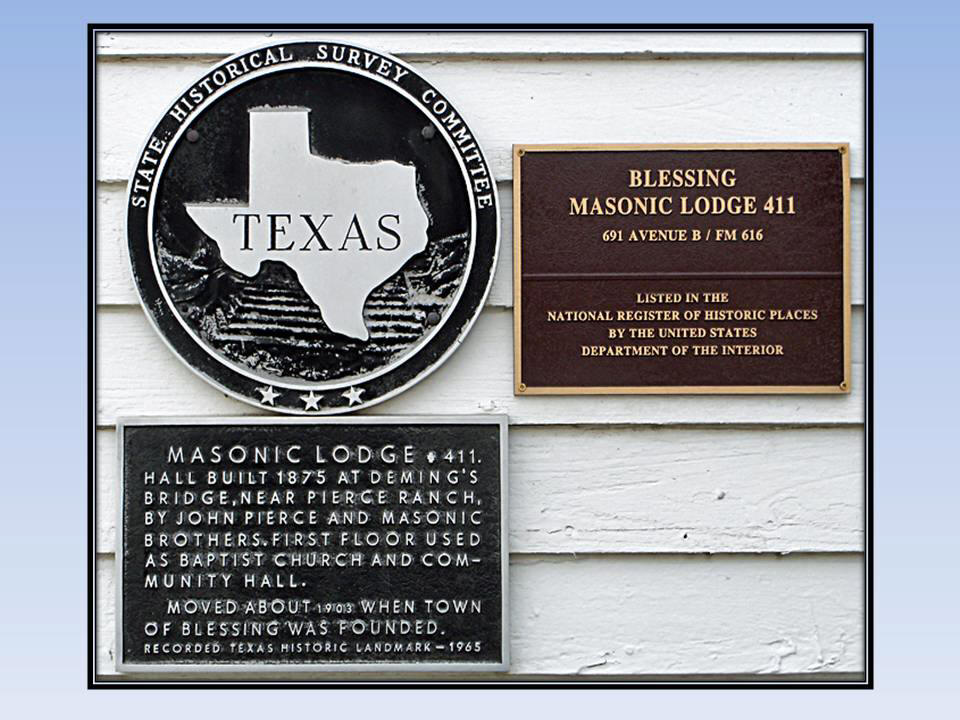 STATE HISTORICAL SURVEY COMMITTEE
TEXAS
BLESSING
MASONIC LODGE 411
691 AVENUE B / FM 616
LISTED IN THE
NATIONAL REGISTER OF HISTORIC PLACES
BY THE UNITED STATES
DEPARTMENT OF THE INTERIOR
MASONIC LODGE # 411.
HALL BUILT 1875 AT DEMING'S
BRIDGE, NEAR PIERCE RANCH,
BY JOHN PIERCE AND MASONIC
BROTHERS. FIRST FLOOR USED
AS BAPTIST CHURCH AND COM-
MUNITY HALL.
MOVED ABOUT 1903 WHEN TOWN
OF BLESSING WAS FOUNDED.
RECORDED TEXAS HISTORIC LANDMARK – 1965